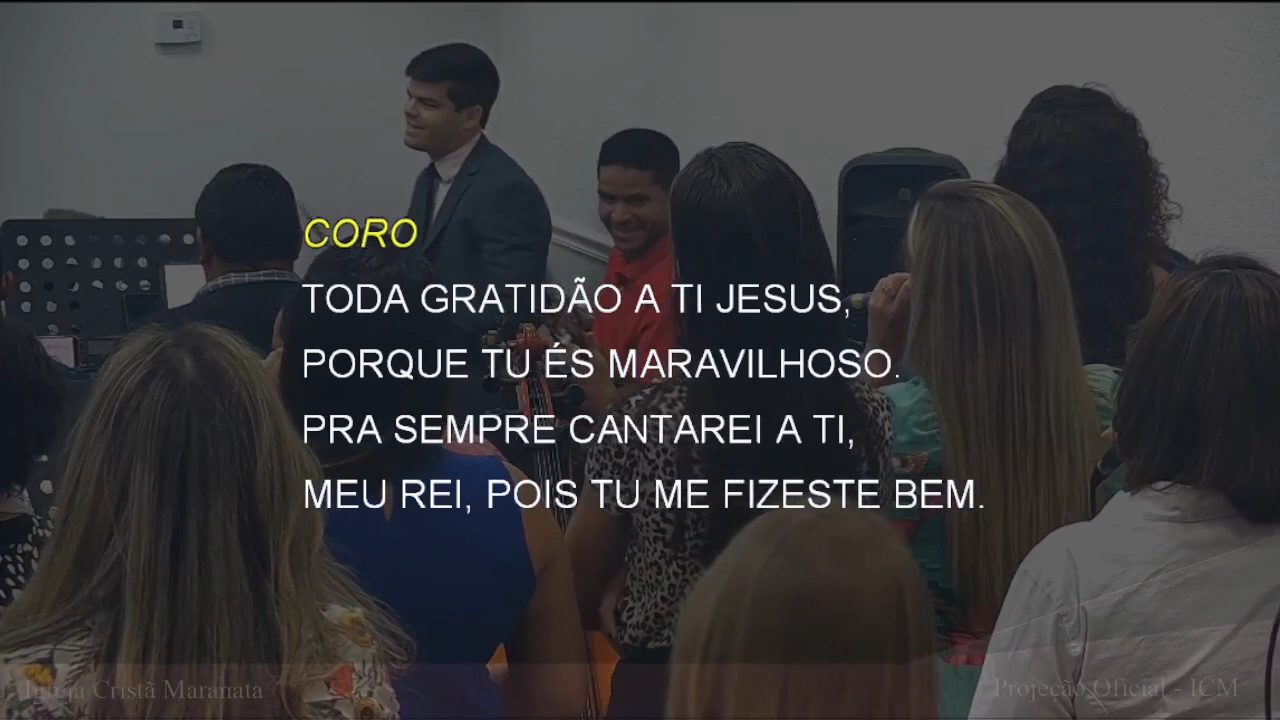 CORO
TODA GRATIDÃO A TI JESUS,
PORQUE TU ÉS MARAVILHOSO.
PRA SEMPRE CANTAREI A TI,
MEU REI, POIS TU ME FIZESTE BEM.
Igreja Cristã Maranata
Projeção Oficial - ICM